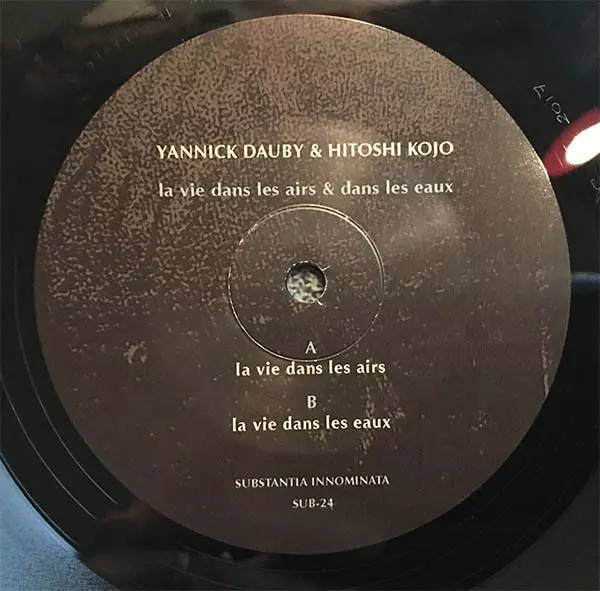 2017
YANNICK DAUBY & HITOSHI KOJO
la vie dans les airs & dans les eaux
A
la vie dans les airs
B
la vie dans les eaux
SUBSTANTIA INNOMINATA
SUB-24